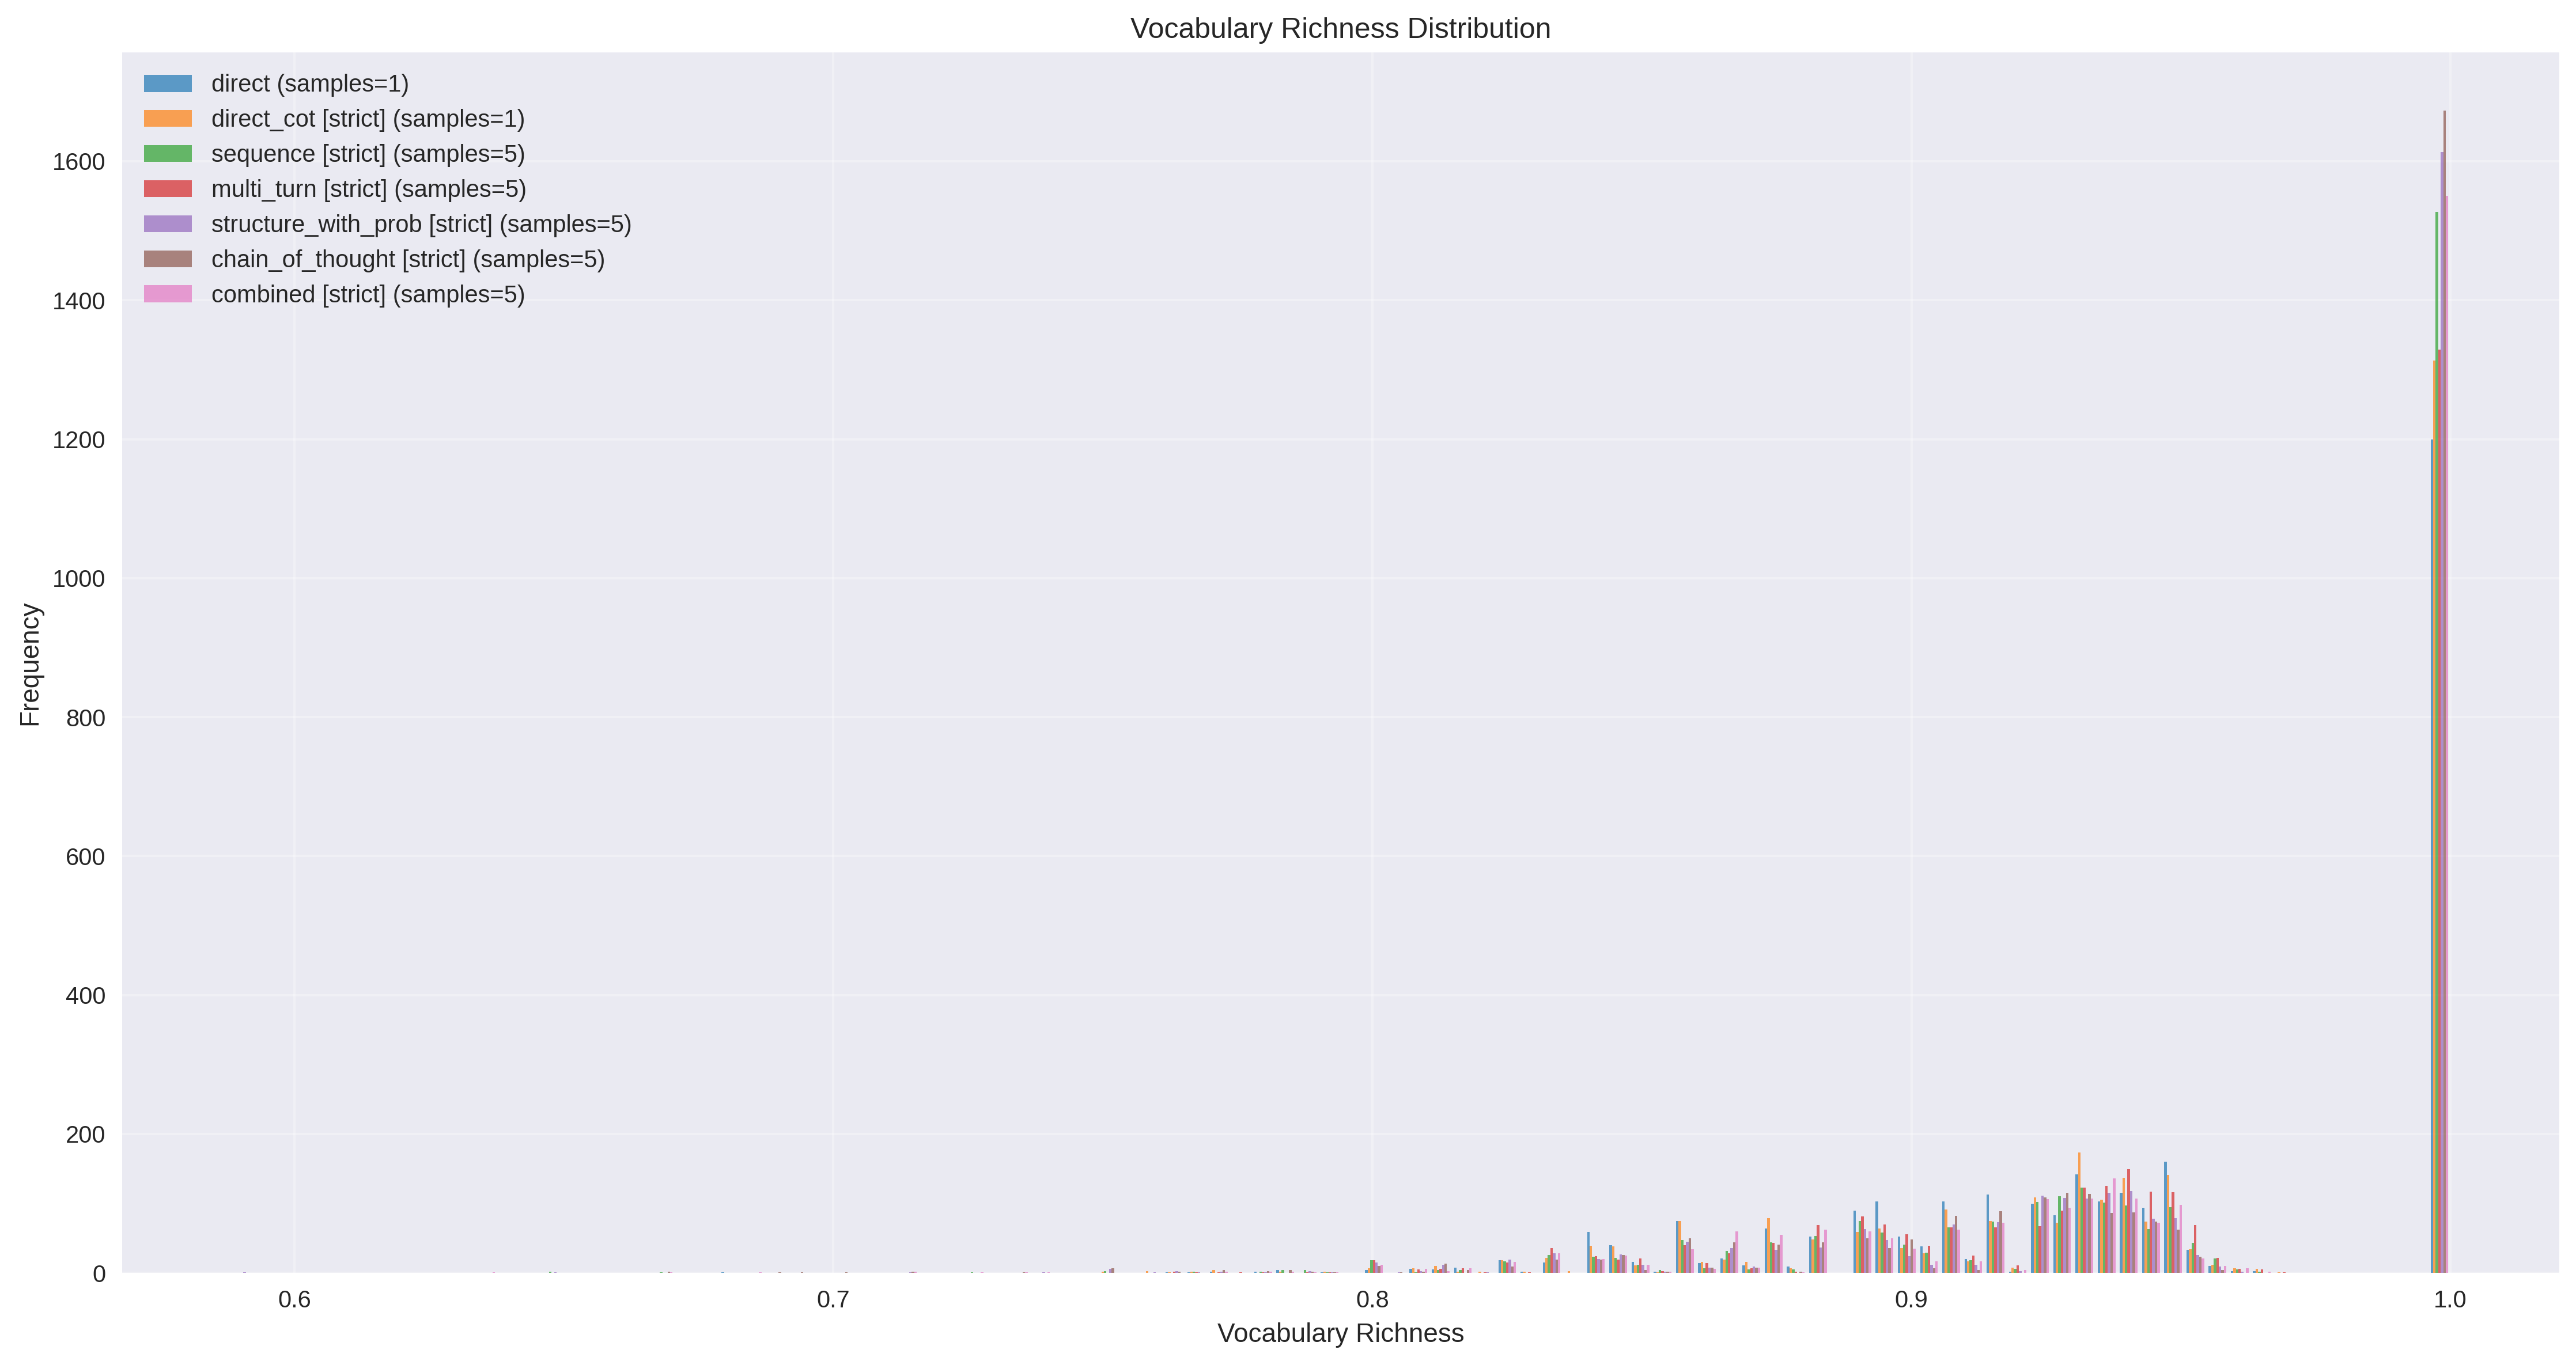 Vocabulary Richness Distribution
direct (samples=1)
direct_cot [strict] (samples=1)
sequence [strict] (samples=5)
multi_turn [strict] (samples=5)
structure_with_prob [strict] (samples=5)
chain_of_thought [strict] (samples=5)
combined [strict] (samples=5)
Frequency
1600
1400
1200
1000
800
600
400
200
0
0.6 0.7 0.8 0.9 1.0
Vocabulary Richness